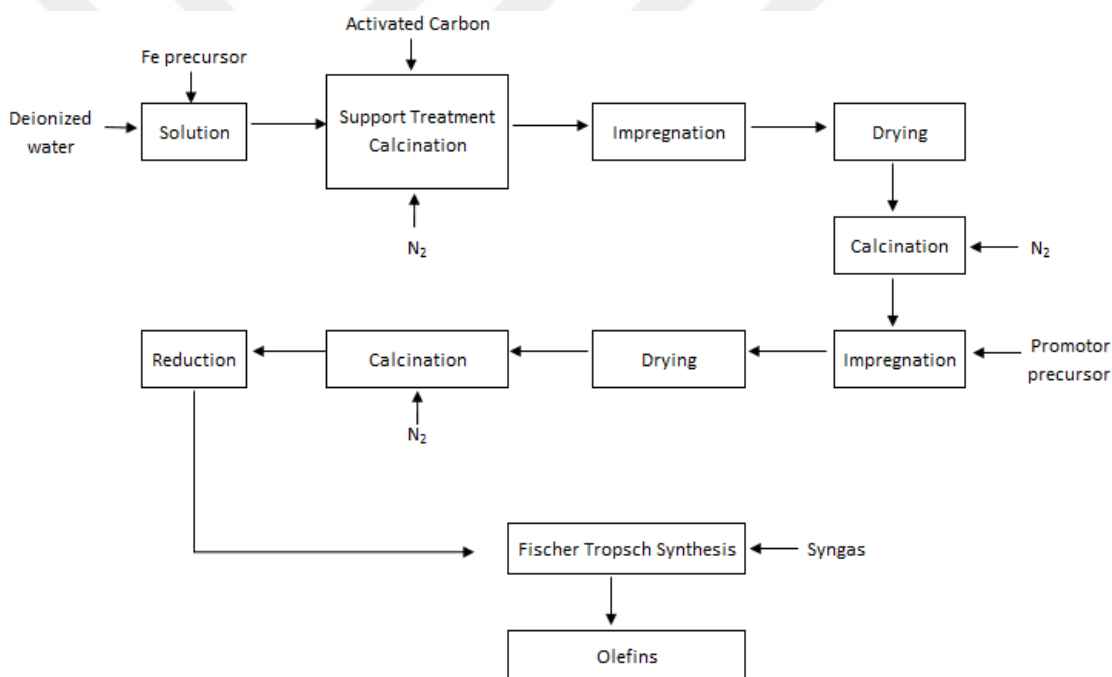 Activated Carbon
Fe precursor
Deionized
water
Solution
Support Treatment
Calcination
Impregnation
Drying
N₂
Calcination
N₂
Reduction
Calcination
Drying
Impregnation
Promotor
precursor
N₂
Fischer Tropsch Synthesis
Syngas
Olefins